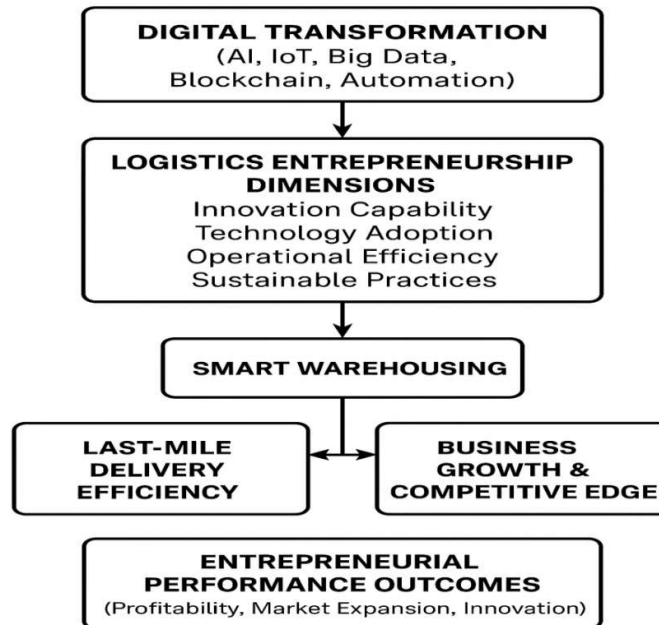 DIGITAL TRANSFORMATION
(AI, IoT, Big Data,
Blockchain, Automation)
LOGISTICS ENTREPRENEURSHIP
DIMENSIONS
Innovation Capability
Technology Adoption
Operational Efficiency
Sustainable Practices
SMART WAREHOUSING
LAST-MILE
DELIVERY
EFFICIENCY
BUSINESS
GROWTH &
COMPETITIVE EDGE
ENTREPRENEURIAL
PERFORMANCE OUTCOMES
(Profitability, Market Expansion, Innovation)